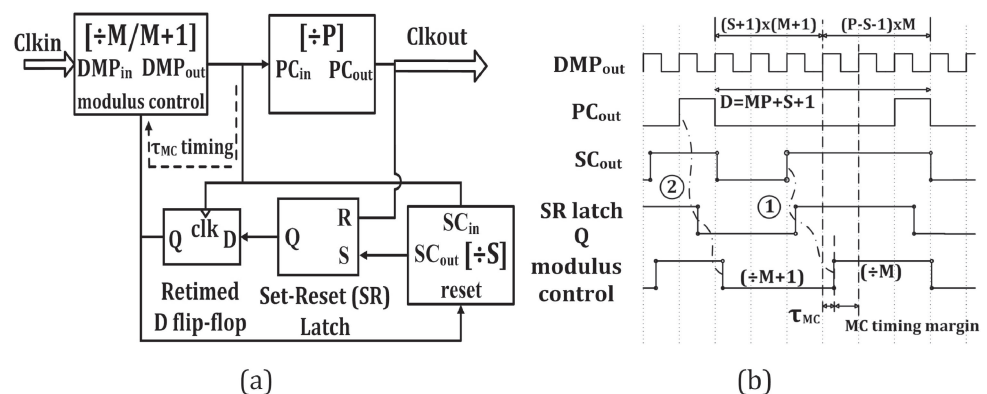 Clkin
[÷M/M+1]
DMPin DMPout
modulus control
[÷P]
PCin PCout
Clkout
τMC timing
Q clk D
Retimed
D flip-flop
Q R
S
Set-Reset (SR)
Latch
SCin
SCout [÷S]
reset
(a)
(S+1)x(M+1) (P-S-1)xM
DMPout
D=MP+S+1
PCout
SCout
② ①
SR latch
Q
modulus
control
(÷M+1) (÷M)
τMC MC timing margin
(b)